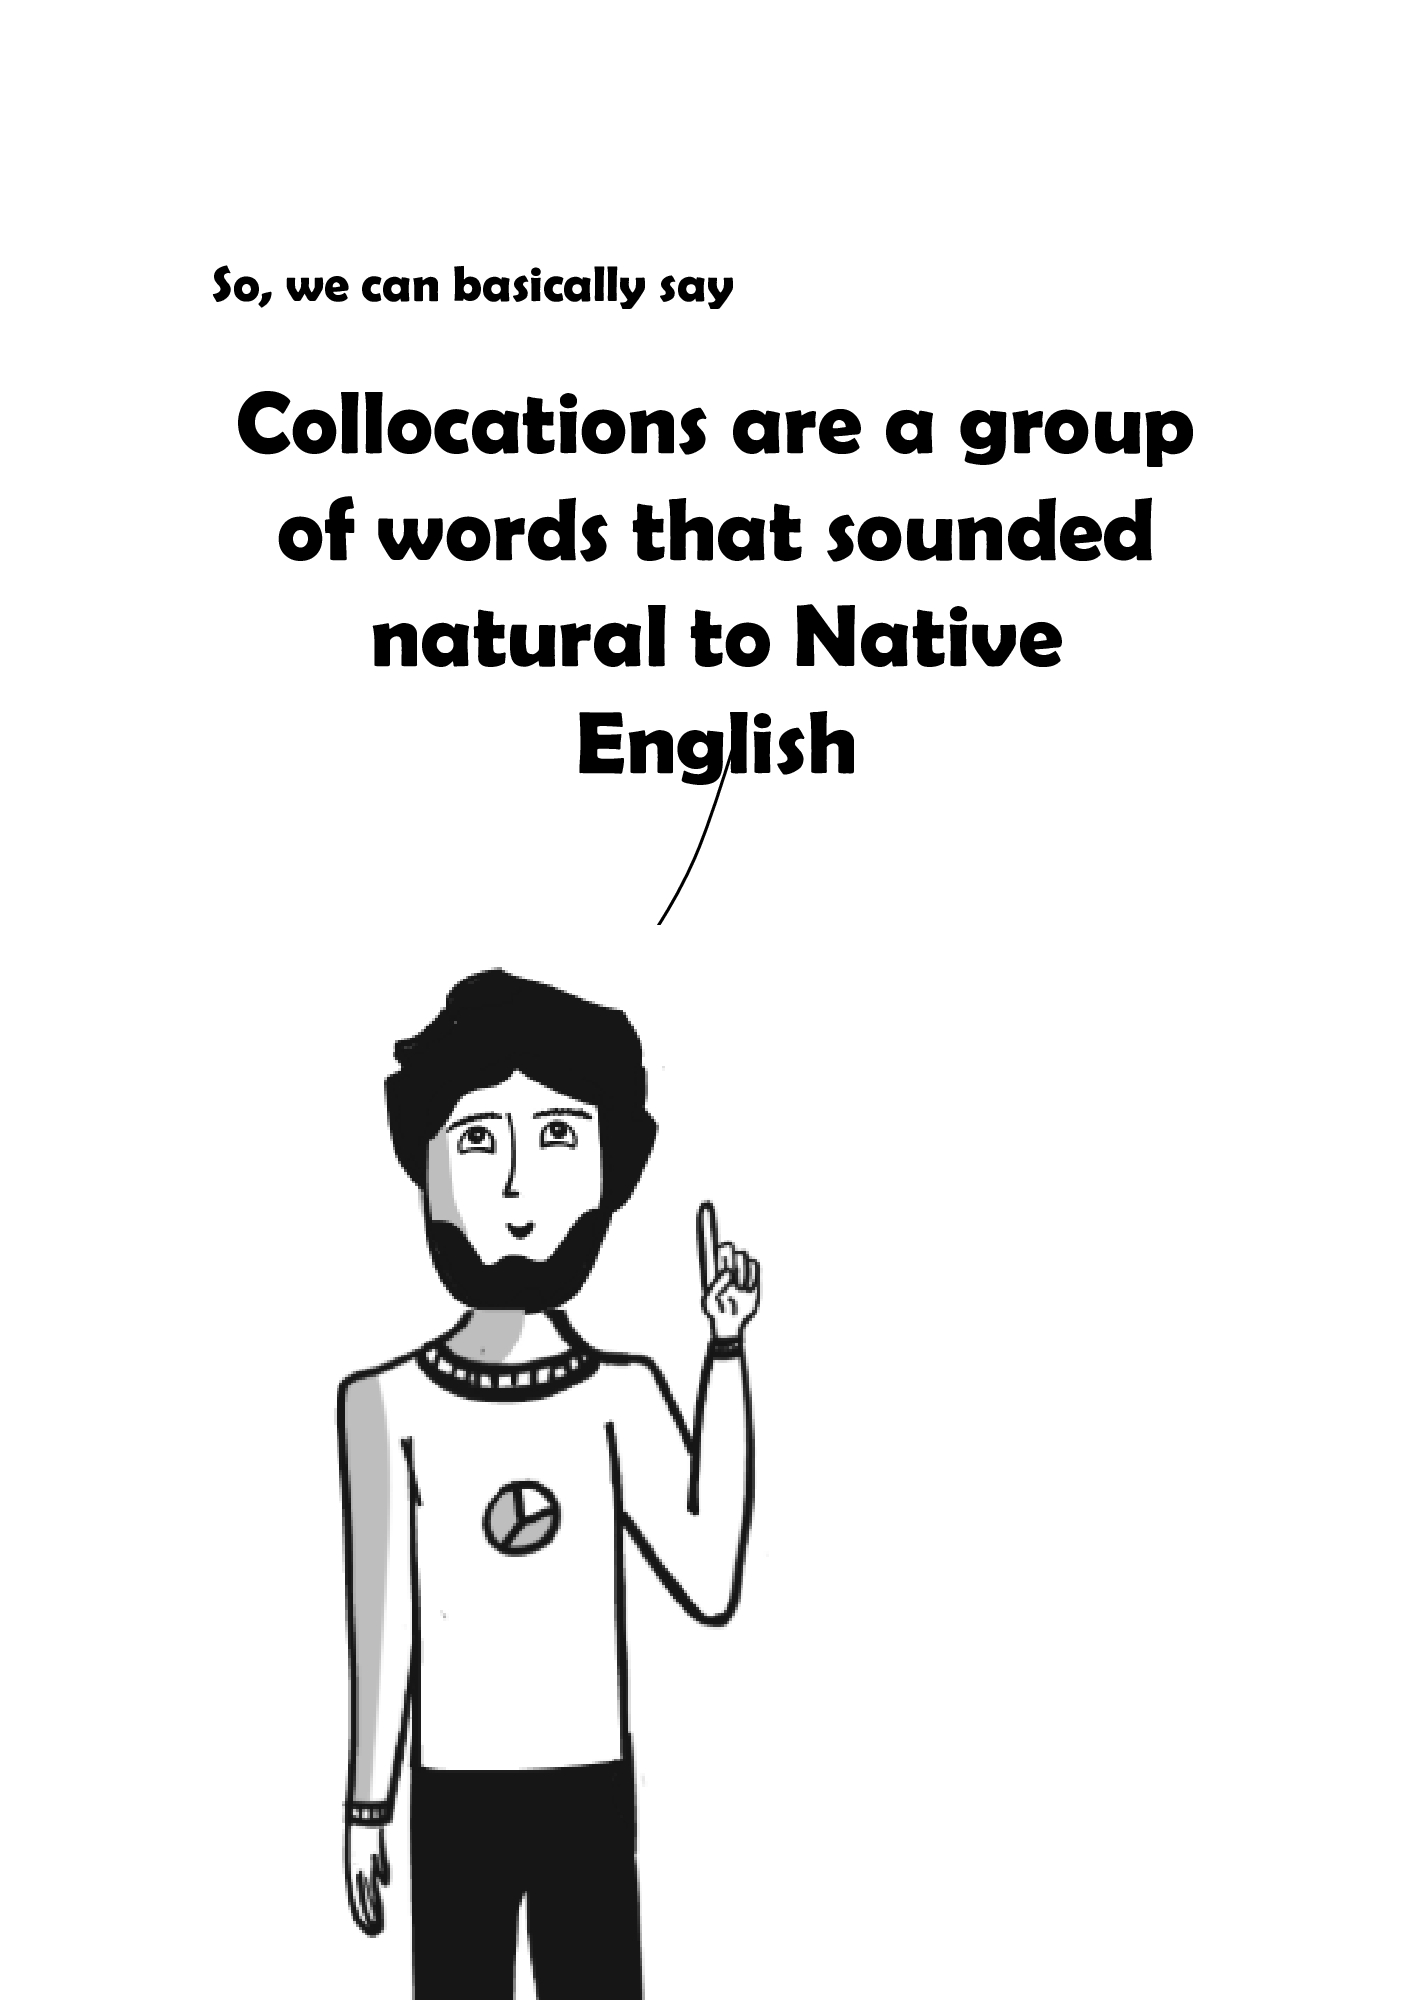 So, we can basically say
Collocations are a group
of words that sounded
natural to Native
English